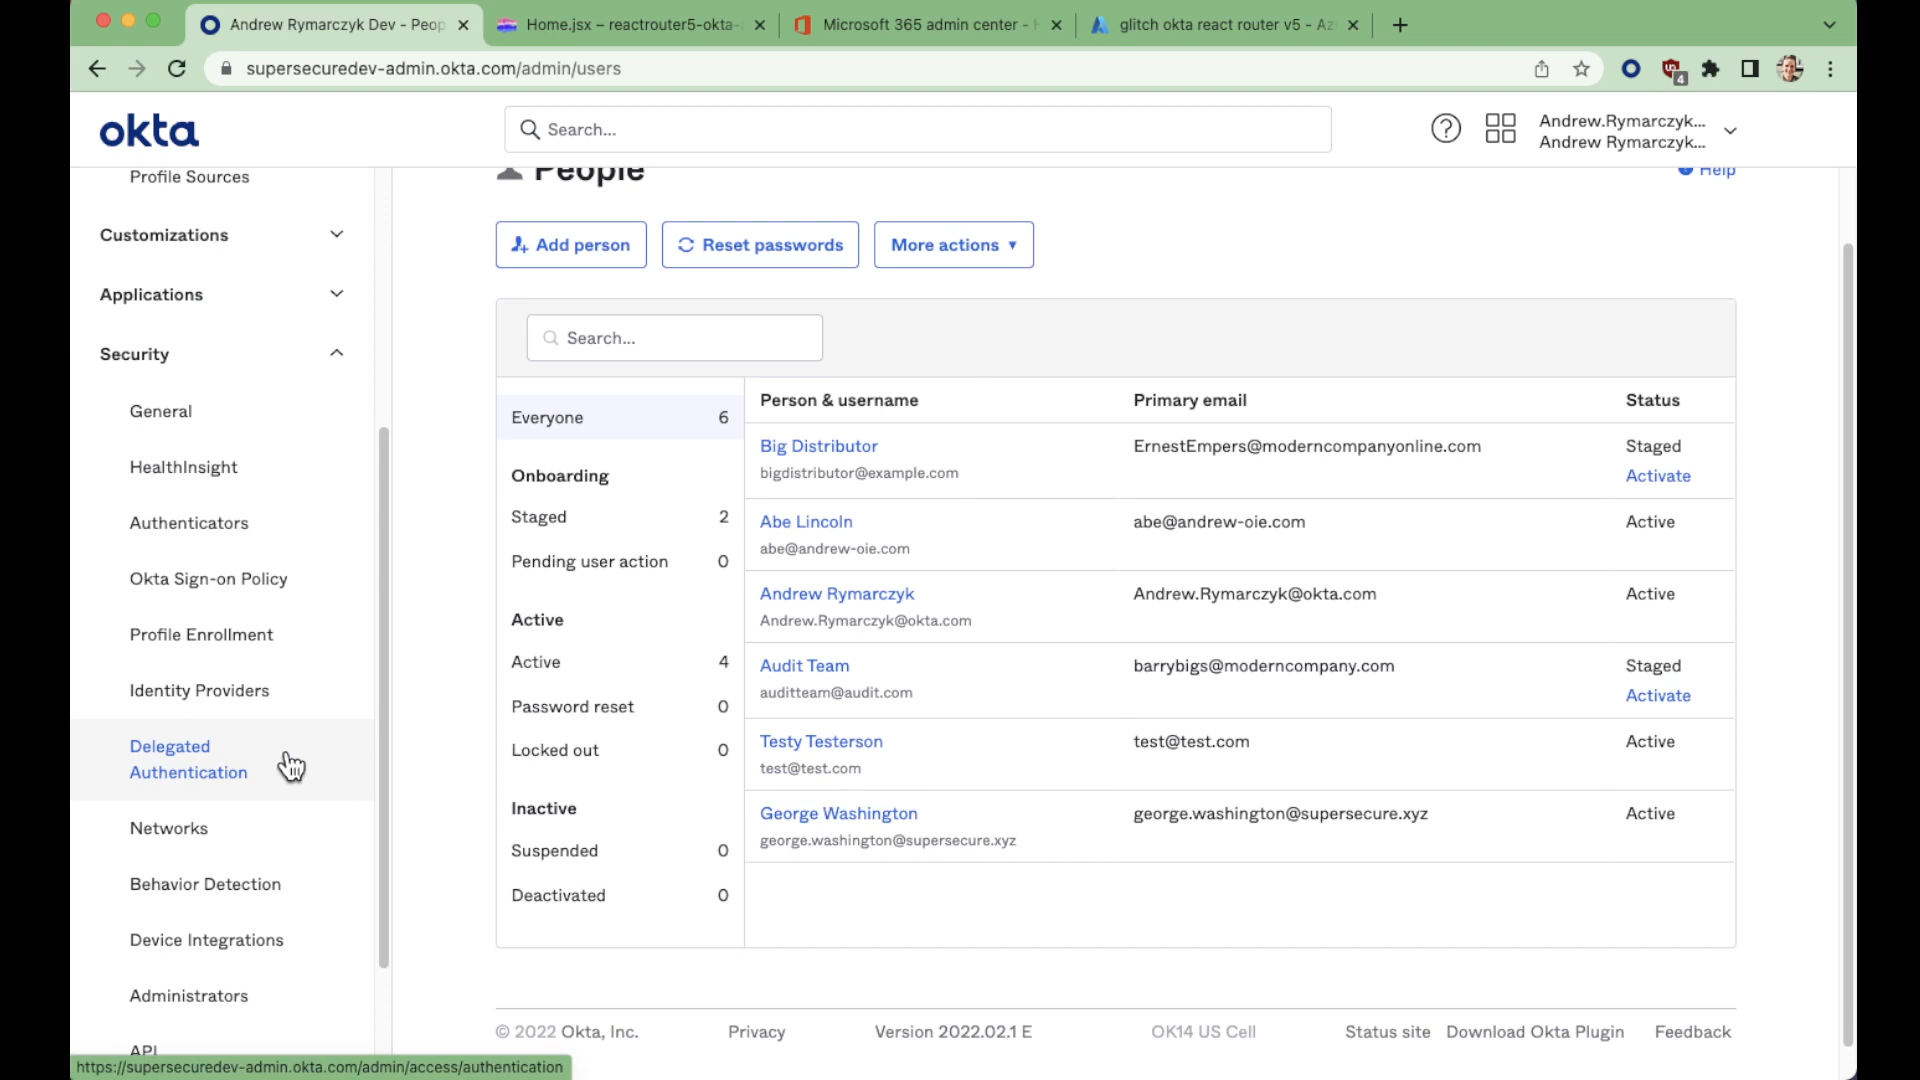 Andrew Rymarczyk Dev - Peop
Home.jsx – reactrouter5-okta-
Microsoft 365 admin center - H
glitch okta react router v5 - Az
supersecuredev-admin.okta.com/admin/users
4
okta
Search...
Andrew.Rymarczyk...
Andrew Rymarczyk...
Profile Sources
Customizations
Applications
Security
General
HealthInsight
Authenticators
Okta Sign-on Policy
Profile Enrollment
Identity Providers
Delegated
Authentication
Networks
Behavior Detection
Device Integrations
Administrators
API
https://supersecuredev-admin.okta.com/admin/access/authentication
People
Help
Add person
Reset passwords
More actions
Search...
Everyone 6
Onboarding
Staged 2
Pending user action 0
Active
Active 4
Password reset 0
Locked out 0
Inactive
Suspended 0
Deactivated 0
Person & username Primary email Status
Big Distributor ErnestEmpers@moderncompanyonline.com Staged
bigdistributor@example.com Activate
Abe Lincoln abe@andrew-oie.com Active
abe@andrew-oie.com
Andrew Rymarczyk Andrew.Rymarczyk@okta.com Active
Andrew.Rymarczyk@okta.com
Audit Team barrybigs@moderncompany.com Staged
auditteam@audit.com Activate
Testy Testerson test@test.com Active
test@test.com
George Washington george.washington@supersecure.xyz Active
george.washington@supersecure.xyz
© 2022 Okta, Inc. Privacy Version 2022.02.1 E OK14 US Cell Status site Download Okta Plugin Feedback